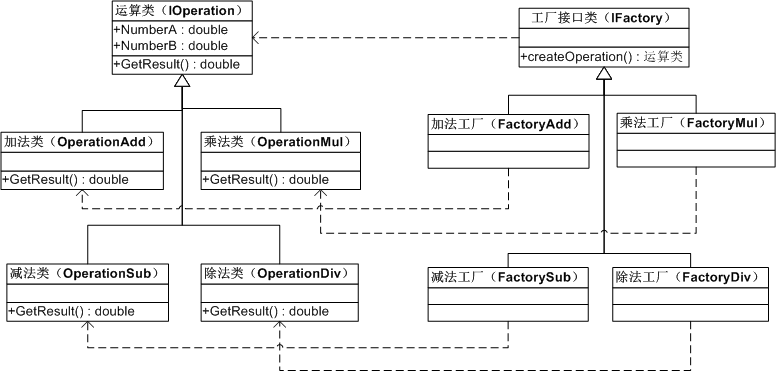 运算类（IOperation）
+NumberA : double
+NumberB : double
+GetResult() : double
工厂接口类（IFactory）
+createOperation() : 运算类
加法类（OperationAdd）
+GetResult() : double
乘法类（OperationMul）
+GetResult() : double
加法工厂（FactoryAdd）
乘法工厂（FactoryMul）
减法类（OperationSub）
+GetResult() : double
除法类（OperationDiv）
+GetResult() : double
减法工厂（FactorySub）
除法工厂（FactoryDiv）